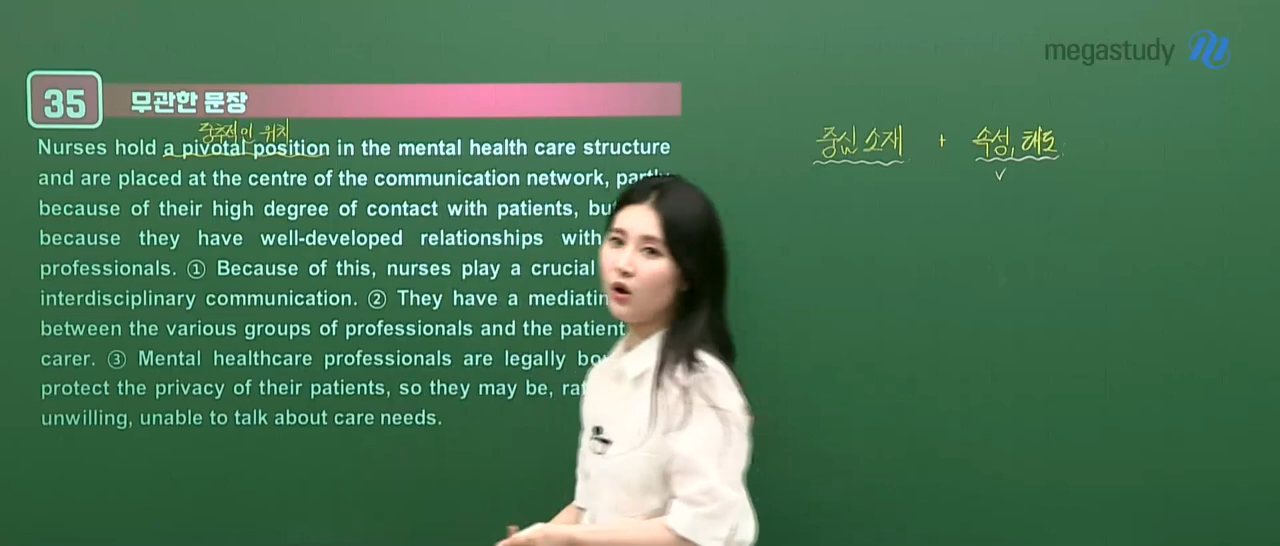 megastudy
35 무관한 문장
중추적인 위치
Nurses hold a pivotal position in the mental health care structure
and are placed at the centre of the communication network,
because of their high degree of contact with patients,
because they have well-developed relationships with
professionals. ① Because of this, nurses play a crucial
interdisciplinary communication. ② They have a
between the various groups of professionals and the patient
carer. ③ Mental healthcare professionals are legally
protect the privacy of their patients, so they may be,
unwilling, unable to talk about care needs.
중심 소재 + 속성, 태도